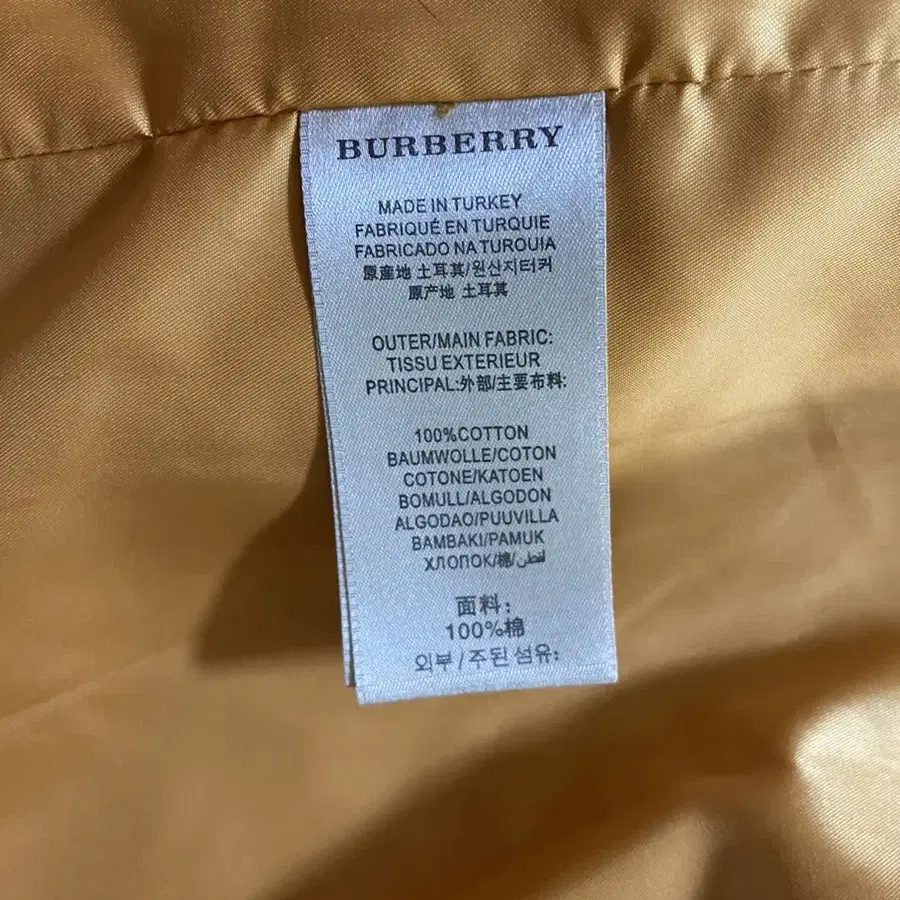 BURBERRY
MADE IN TURKEY
FABRIQUÉ EN TURQUIE
FABRICADO NA TUROUIA
原産地 土耳其/원산지터커
原产地 土耳其
OUTER/MAIN FABRIC:
TISSU EXTERIEUR
PRINCIPAL:外部/主要布料:
100%COTTON
BAUMWOLLE/COTON
COTONE/KATOEN
BOMULL/ALGODON
ALGODAO/PUUVILLA
BAMBAKI/PAMUK
ХЛОПОК/棉/قطن
面料:
100%棉
외부/주된 섬유: